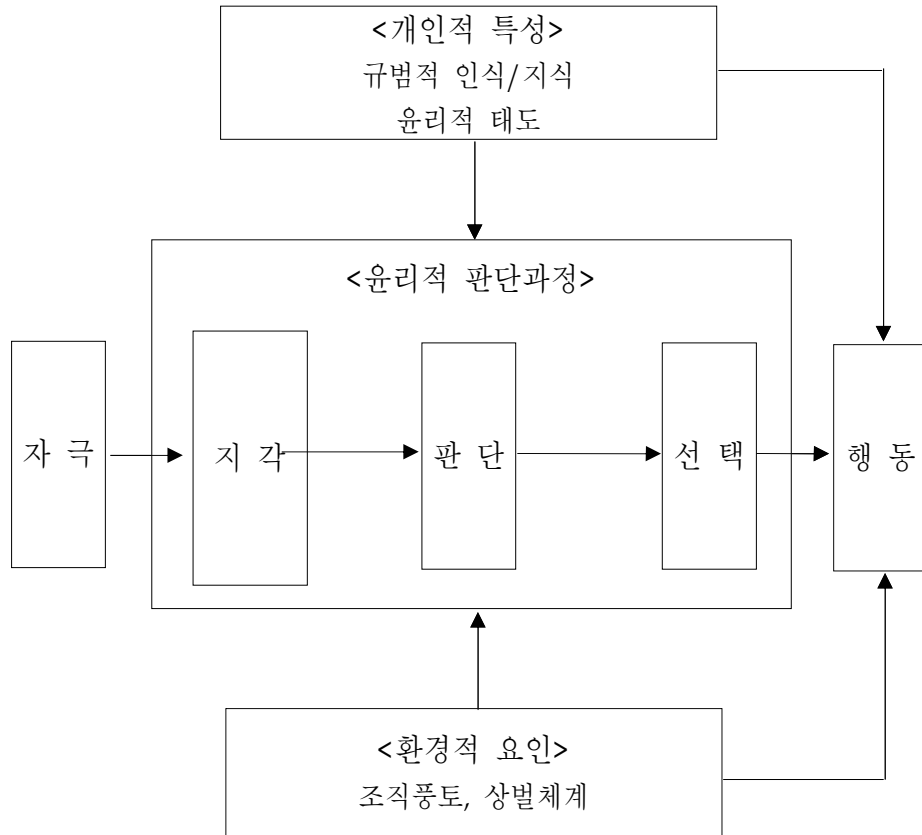 <개인적 특성>
규범적 인식/지식
윤리적 태도
<윤리적 판단과정>
자 극
지 각
판 단
선 택
행 동
<환경적 요인>
조직풍토, 상벌체계